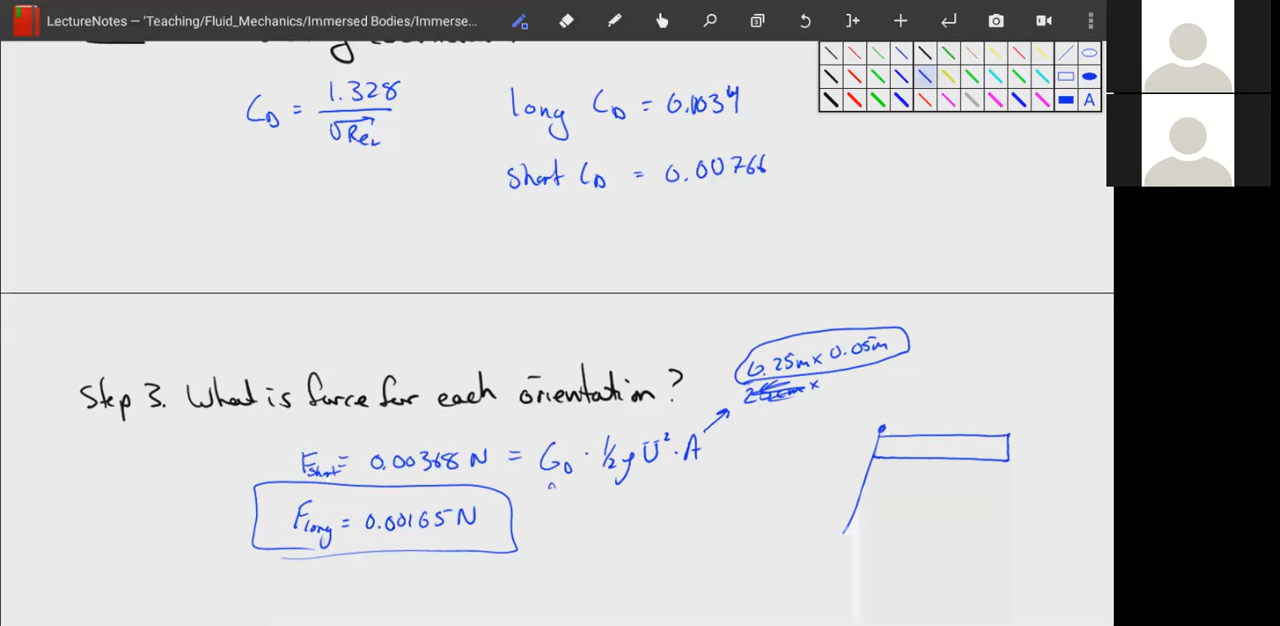 LectureNotes — 'Teaching/Fluid_Mechanics/Immersed Bodies/Immerse...
C_D = 1.328 / √Re_L
long C_D = 0.0034
short C_D = 0.00766
0.25m x 0.05m
x
Step 3. What is force for each orientation?
F_short = 0.00368 N = C_D · 1/2 ρ U² · A
F_long = 0.00165 N
A